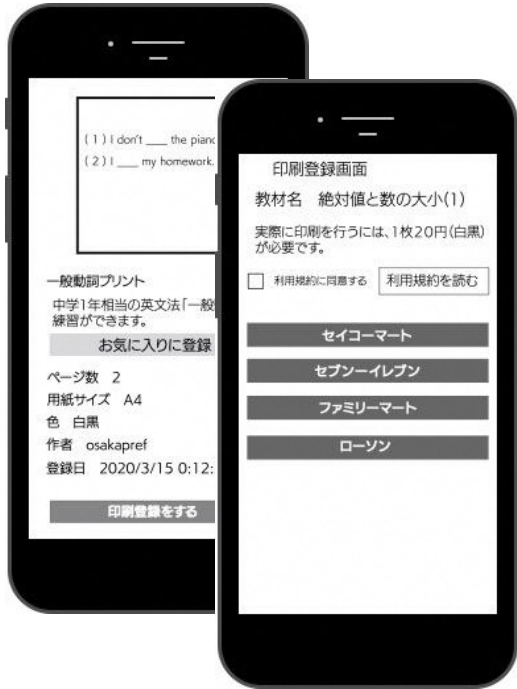 (1) I don't ___ the piano
(2) I ___ my homework.
一般動詞プリント
中学1年相当の英文法「一般
練習ができます。
お気に入りに登録
ページ数 2
用紙サイズ A4
色 白黒
作者 osakapref
登録日 2020/3/15 0:12:
印刷登録をする
印刷登録画面
教材名 絶対値と数の大小(1)
実際に印刷を行うには、1枚20円(白黒)
が必要です。
利用規約に同意する 利用規約を読む
セイコーマート
セブンーイレブン
ファミリーマート
ローソン